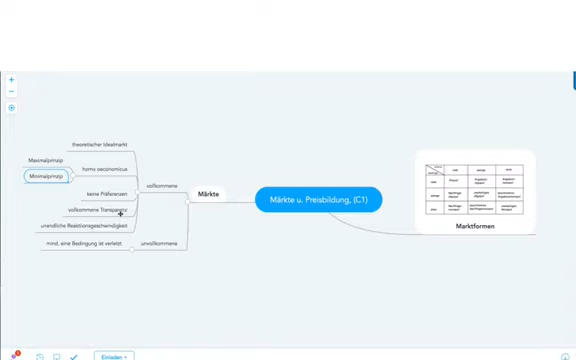 theoretischer Idealmarkt
Maximalprinzip
homo oeconomicus
Minimalprinzip
vollkommene
keine Präferenzen
Märkte
Märkte u. Preisbildung, (C1)
vollkommene Transparenz
unendliche Reaktionsgeschwindigkeit
Marktformen
mind. eine Bedingung ist verletzt
unvollkommene
Einladen